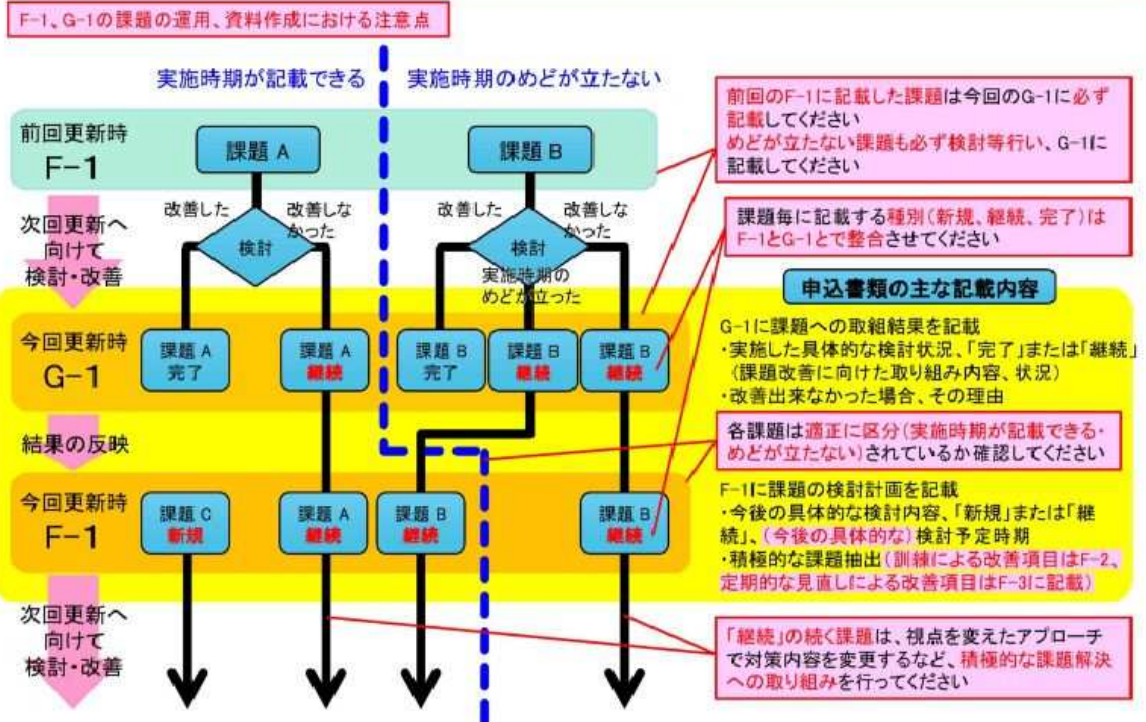 F-1、G-1の課題の運用、資料作成における注意点
実施時期が記載できる
実施時期のめどが立たない
前回更新時
F-1
課題 A
課題 B
前回のF-1に記載した課題は今回のG-1に必ず
記載してください
めどが立たない課題も必ず検討等行い、G-1に
記載してください
次回更新へ
向けて
検討・改善
改善した
改善しな
かった
検討
改善した
改善しな
かった
検討
実施時期の
めどが立った
課題毎に記載する種別(新規、継続、完了)は
F-1とG-1とで整合させてください
申込書類の主な記載内容
今回更新時
G-1
課題 A
完了
課題 A
継続
課題 B
完了
課題 B
継続
課題 B
継続
G-1に課題への取組結果を記載
・実施した具体的な検討状況、「完了」または「継続」
(課題改善に向けた取り組み内容、状況)
・改善出来なかった場合、その理由
結果の反映
各課題は適正に区分(実施時期が記載できる・
めどが立たない)されているか確認してください
今回更新時
F-1
課題 C
新規
課題 A
継続
課題 B
継続
課題 B
継続
F-1に課題の検討計画を記載
・今後の具体的な検討内容、「新規」または「継
続」、(今後の具体的な)検討予定時期
・積極的な課題抽出(訓練による改善項目はF-2、
定期的な見直しによる改善項目はF-3に記載)
次回更新へ
向けて
検討・改善
「継続」の続く課題は、視点を変えたアプローチ
で対策内容を変更するなど、積極的な課題解決
への取り組みを行ってください